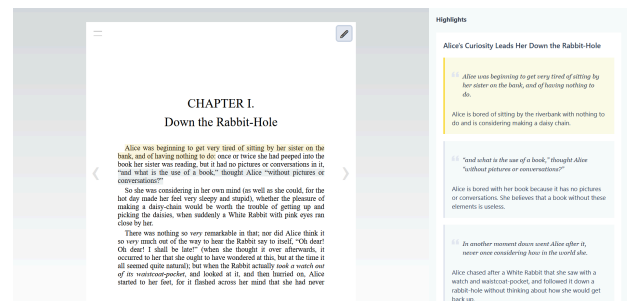 CHAPTER I.
Down the Rabbit-Hole
Alice was beginning to get very tired of sitting by her sister on the
bank, and of having nothing to do: once or twice she had peeped into the
book her sister was reading, but it had no pictures or conversations in it,
“and what is the use of a book,” thought Alice “without pictures or
conversations?”
So she was considering in her own mind (as well as she could, for the
hot day made her feel very sleepy and stupid), whether the pleasure of
making a daisy-chain would be worth the trouble of getting up and
picking the daisies, when suddenly a White Rabbit with pink eyes ran
close by her.
There was nothing so very remarkable in that; nor did Alice think it
so very much out of the way to hear the Rabbit say to itself, “Oh dear!
Oh dear! I shall be late!” (when she thought it over afterwards, it
occurred to her that she ought to have wondered at this, but at the time it
all seemed quite natural); but when the Rabbit actually took a watch out
of its waistcoat-pocket, and looked at it, and then hurried on, Alice
started to her feet, for it flashed across her mind that she had never
Highlights
Alice's Curiosity Leads Her Down the Rabbit-Hole
Alice was beginning to get very tired of sitting by
her sister on the bank, and of having nothing to
do.
Alice is bored of sitting by the riverbank with nothing to
do and is considering making a daisy chain.
"and what is the use of a book," thought Alice
"without pictures or conversations?"
Alice is bored with her book because it has no pictures
or conversations. She believes that a book without these
elements is useless.
In another moment down went Alice after it,
never once considering how in the world she.
Alice chased after a White Rabbit that she saw with a
watch and waistcoat-pocket, and followed it down a
rabbit-hole without thinking about how she would get
back up.